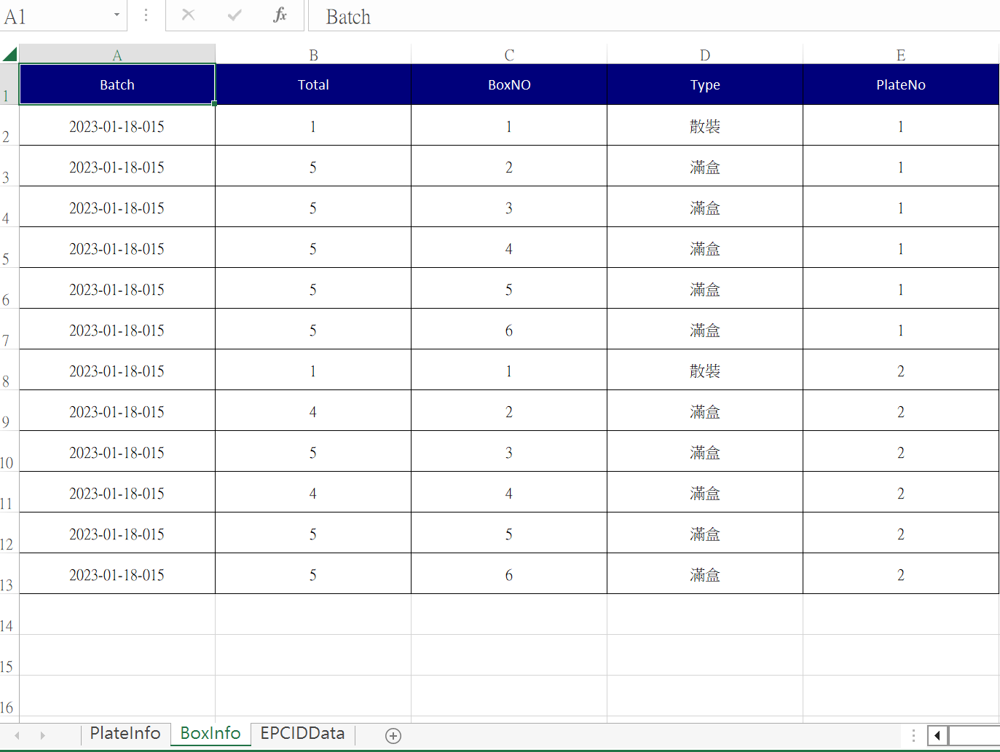 A1 fx Batch
A B C D E
1 Batch Total BoxNO Type PlateNo
2 2023-01-18-015 1 1 散裝 1
3 2023-01-18-015 5 2 滿盒 1
4 2023-01-18-015 5 3 滿盒 1
5 2023-01-18-015 5 4 滿盒 1
6 2023-01-18-015 5 5 滿盒 1
7 2023-01-18-015 5 6 滿盒 1
8 2023-01-18-015 1 1 散裝 2
9 2023-01-18-015 4 2 滿盒 2
10 2023-01-18-015 5 3 滿盒 2
11 2023-01-18-015 4 4 滿盒 2
12 2023-01-18-015 5 5 滿盒 2
13 2023-01-18-015 5 6 滿盒 2
14
15
16
PlateInfo BoxInfo EPCIDData